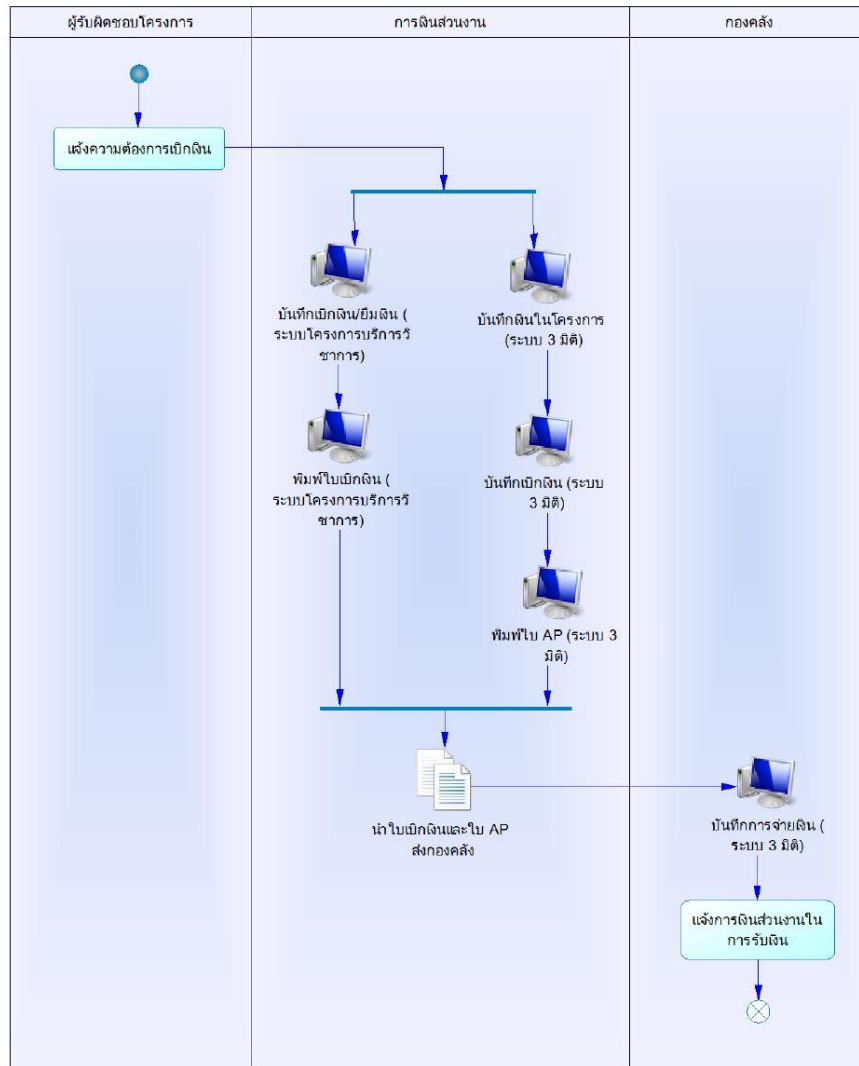 ผู้รับผิดชอบโครงการ
การเงินส่วนงาน
กองคลัง
แจ้งความต้องการเบิกเงิน
บันทึกเบิกเงิน/ยืมเงิน (
ระบบโครงการบริการวิ
ชาการ)
บันทึกเงินในโครงการ
(ระบบ 3 มิติ)
พิมพ์ใบเบิกเงิน (
ระบบโครงการบริการวิ
ชาการ)
บันทึกเบิกเงิน (ระบบ
3 มิติ)
พิมพ์ใบ AP (ระบบ 3
มิติ)
นำใบเบิกเงินและใบ AP
ส่งกองคลัง
บันทึกการจ่ายเงิน (
ระบบ 3 มิติ)
แจ้งการเงินส่วนงานใน
การรับเงิน